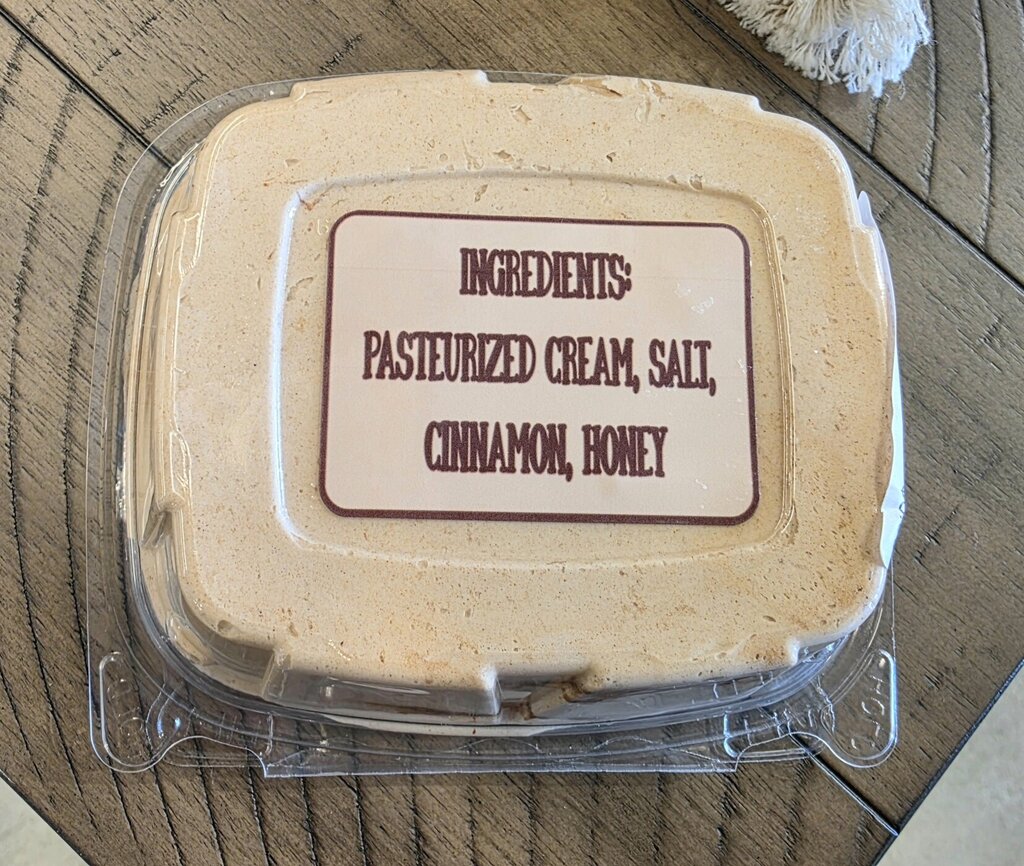 INGREDIENTS:
PASTEURIZED CREAM, SALT,
CINNAMON, HONEY